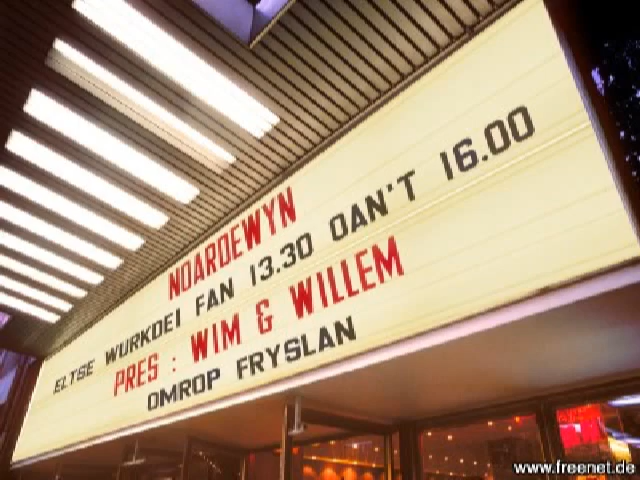 NOARDEWYN
ELTSE WURKDEI FAN 13.30 OAN'T 16.00
PRES : WIM & WILLEM
OMROP FRYSLAN
www.freenet.de